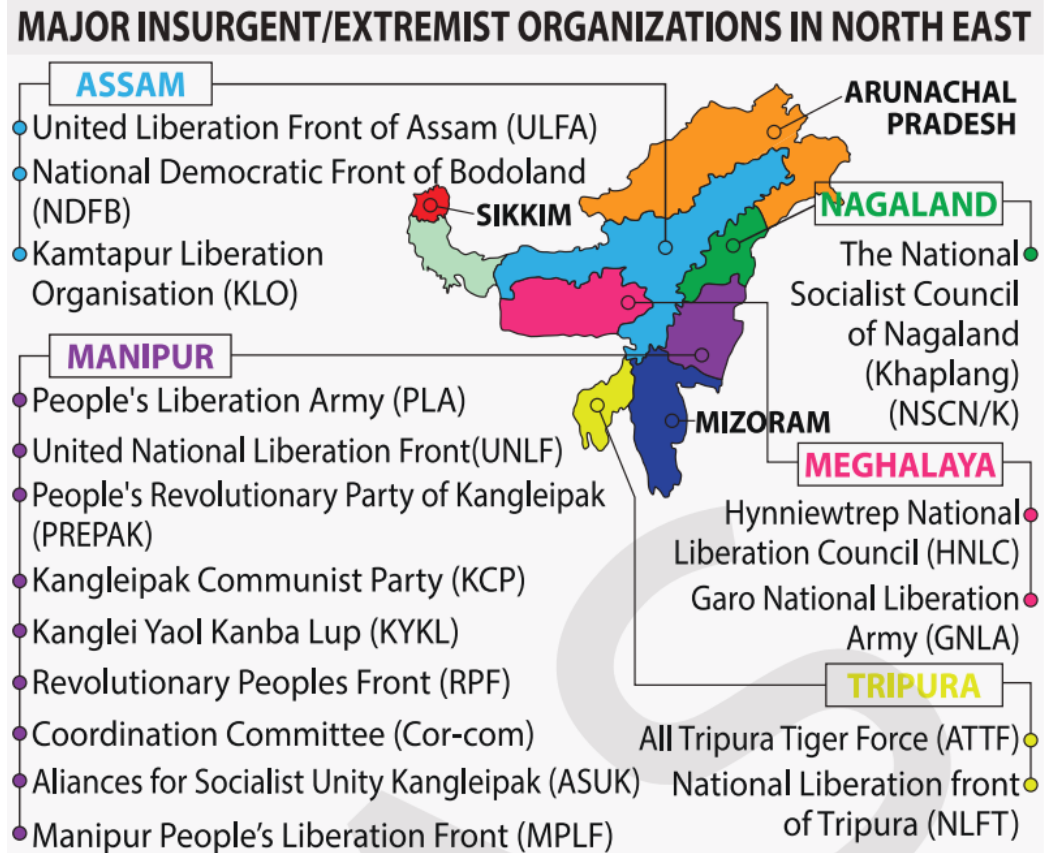 MAJOR INSURGENT/EXTREMIST ORGANIZATIONS IN NORTH EAST
ASSAM
United Liberation Front of Assam (ULFA)
National Democratic Front of Bodoland
(NDFB)
Kamtapur Liberation
Organisation (KLO)
MANIPUR
People's Liberation Army (PLA)
United National Liberation Front(UNLF)
People's Revolutionary Party of Kangleipak
(PREPAK)
Kangleipak Communist Party (KCP)
Kanglei Yaol Kanba Lup (KYKL)
Revolutionary Peoples Front (RPF)
Coordination Committee (Cor-com)
Aliances for Socialist Unity Kangleipak (ASUK)
Manipur People’s Liberation Front (MPLF)
SIKKIM
ARUNACHAL
PRADESH
MIZORAM
NAGALAND
The National
Socialist Council
of Nagaland
(Khaplang)
(NSCN/K)
MEGHALAYA
Hynniewtrep National
Liberation Council (HNLC)
Garo National Liberation
Army (GNLA)
TRIPURA
All Tripura Tiger Force (ATTF)
National Liberation front
of Tripura (NLFT)